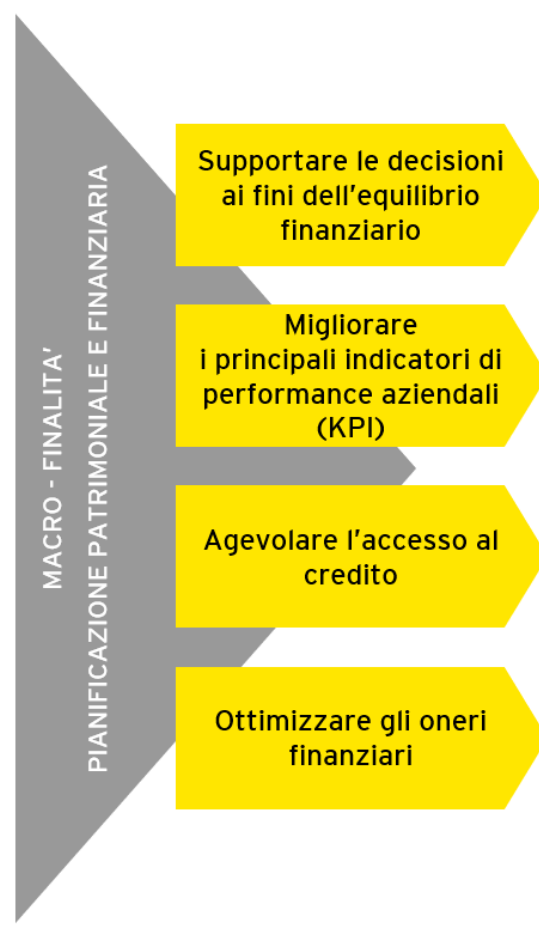 MACRO - FINALITA'
PIANIFICAZIONE PATRIMONIALE E FINANZIARIA
Supportare le decisioni
ai fini dell'equilibrio
finanziario
Migliorare
i principali indicatori di
performance aziendali
(KPI)
Agevolare l'accesso al
credito
Ottimizzare gli oneri
finanziari